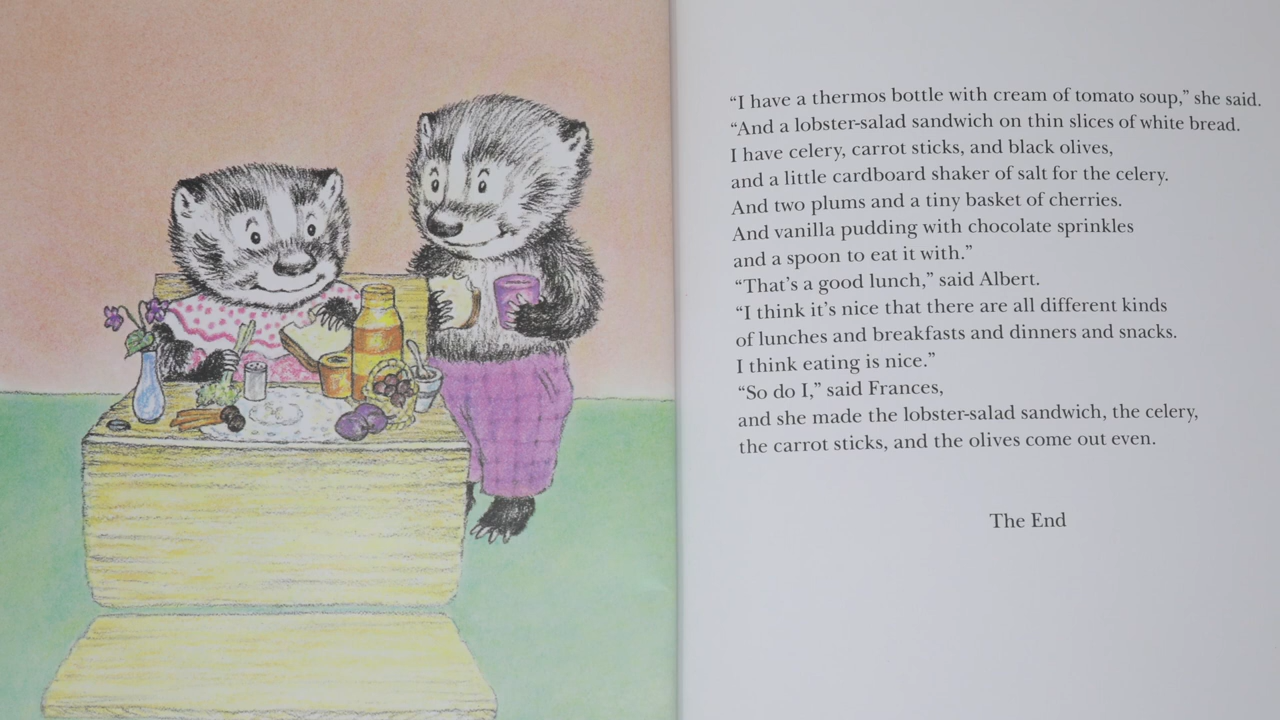 “I have a thermos bottle with cream of tomato soup,” she said.
“And a lobster-salad sandwich on thin slices of white bread.
I have celery, carrot sticks, and black olives,
and a little cardboard shaker of salt for the celery.
And two plums and a tiny basket of cherries.
And vanilla pudding with chocolate sprinkles
and a spoon to eat it with.”
“That’s a good lunch,” said Albert.
“I think it’s nice that there are all different kinds
of lunches and breakfasts and dinners and snacks.
I think eating is nice.”
“So do I,” said Frances,
and she made the lobster-salad sandwich, the celery,
the carrot sticks, and the olives come out even.
The End